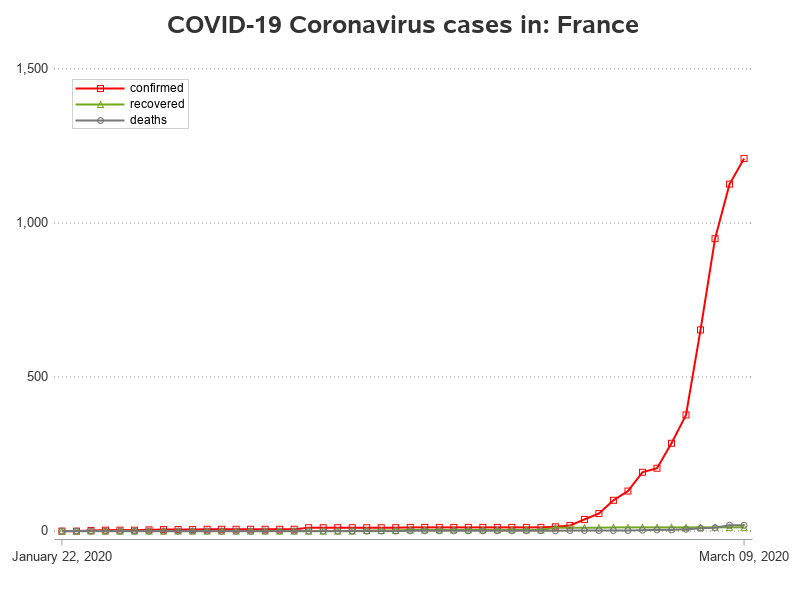 COVID-19 Coronavirus cases in: France
1,500
confirmed
recovered
deaths
1,000
500
0
January 22, 2020 March 09, 2020